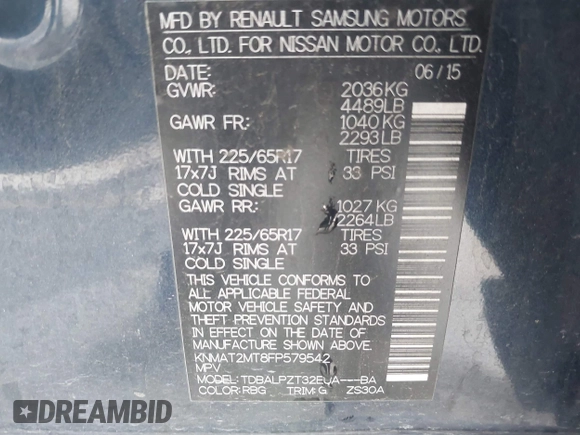 MFD BY RENAULT SAMSUNG MOTORS
CO., LTD. FOR NISSAN MOTOR CO., LTD.
DATE: 06/15
GVWR: 2036KG
4489LB
GAWR FR: 1040KG
2293LB
WITH 225/65R17 TIRES
17x7J RIMS AT 33 PSI
COLD SINGLE
GAWR RR: 1027 KG
2264LB
WITH 225/65R17 TIRES
17x7J RIMS AT 33 PSI
COLD SINGLE
THIS VEHICLE CONFORMS TO
ALL APPLICABLE FEDERAL
MOTOR VEHICLE SAFETY AND
THEFT PREVENTION STANDARDS
IN EFFECT ON THE DATE OF
MANUFACTURE SHOWN ABOVE.
KNMAT2MT8FP579542
MPV
MODEL: TDBALPZT32EUA---BA
COLOR: RBG TRIM: G ZS30A
RIDE SAFELY